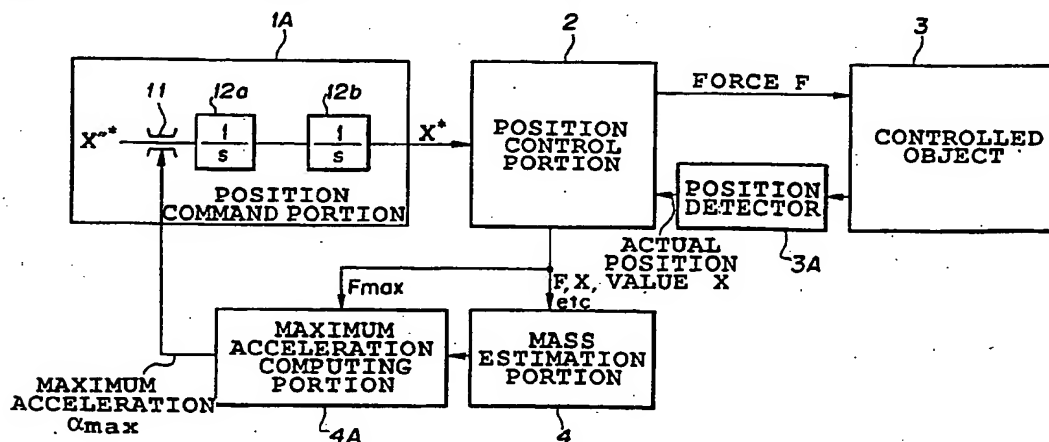 1A
2
3
11
12a
12b
X"*
1
s
1
s
X*
POSITION
COMMAND PORTION
POSITION
CONTROL
PORTION
FORCE F
CONTROLLED
OBJECT
POSITION
DETECTOR
3A
ACTUAL
POSITION
VALUE X
Fmax
F, X,
etc
MAXIMUM
ACCELERATION
COMPUTING
PORTION
MASS
ESTIMATION
PORTION
MAXIMUM
ACCELERATION
αmax
4A
4